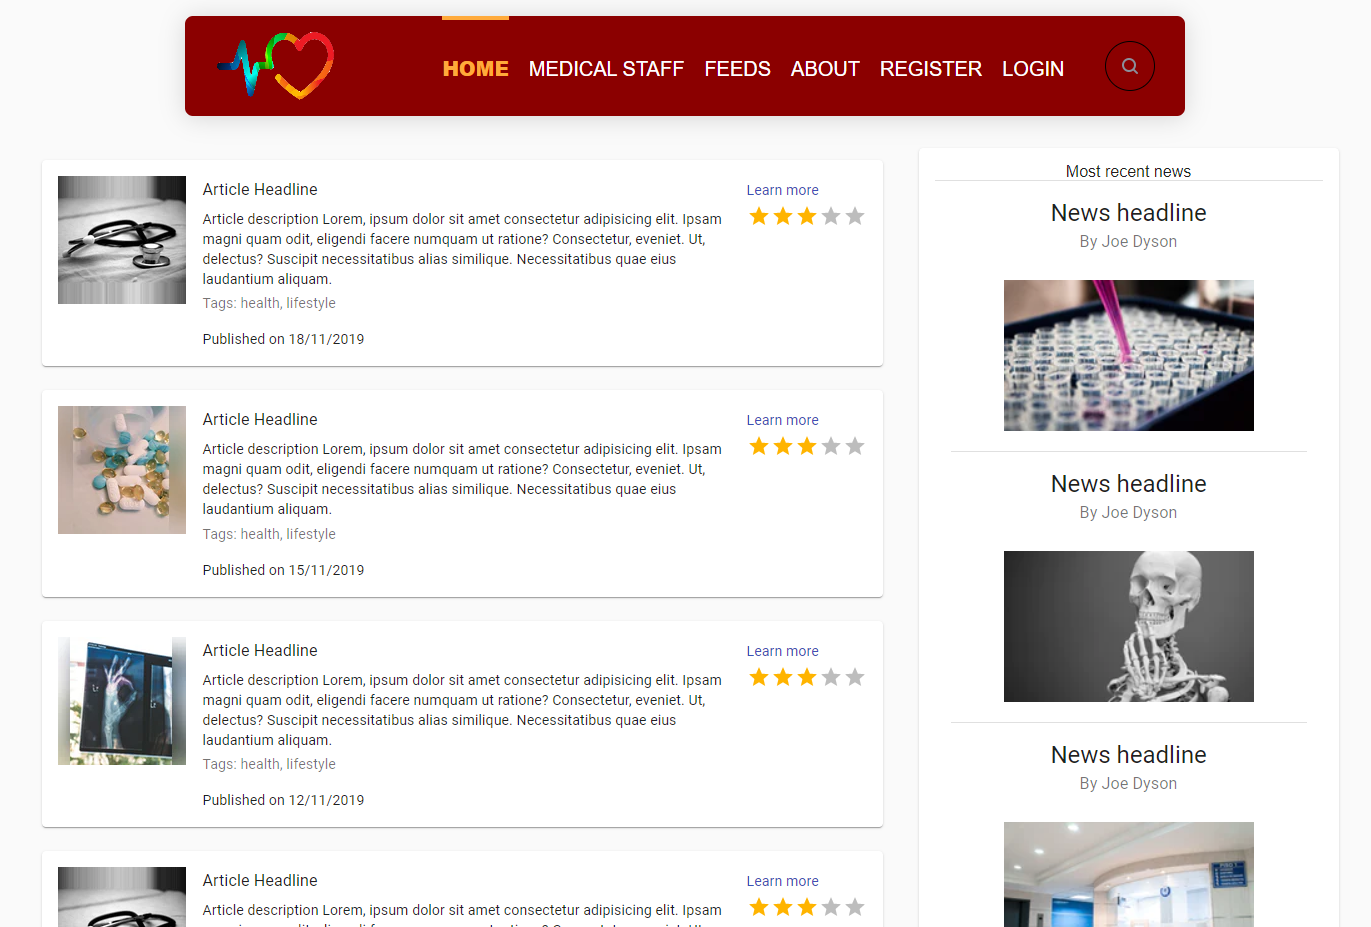 HOME MEDICAL STAFF FEEDS ABOUT REGISTER LOGIN
Article Headline
Article description Lorem, ipsum dolor sit amet consectetur adipisicing elit. Ipsam
magni quam odit, eligendi facere numquam ut ratione? Consectetur, eveniet. Ut,
delectus? Suscipit necessitatibus alias similique. Necessitatibus quae eius
laudantium aliquam.
Tags: health, lifestyle
Published on 18/11/2019
Learn more
Article Headline
Article description Lorem, ipsum dolor sit amet consectetur adipisicing elit. Ipsam
magni quam odit, eligendi facere numquam ut ratione? Consectetur, eveniet. Ut,
delectus? Suscipit necessitatibus alias similique. Necessitatibus quae eius
laudantium aliquam.
Tags: health, lifestyle
Published on 15/11/2019
Learn more
Article Headline
Article description Lorem, ipsum dolor sit amet consectetur adipisicing elit. Ipsam
magni quam odit, eligendi facere numquam ut ratione? Consectetur, eveniet. Ut,
delectus? Suscipit necessitatibus alias similique. Necessitatibus quae eius
laudantium aliquam.
Tags: health, lifestyle
Published on 12/11/2019
Learn more
Article Headline
Article description Lorem, ipsum dolor sit amet consectetur adipisicing elit. Ipsam
Learn more
Most recent news
News headline
By Joe Dyson
News headline
By Joe Dyson
News headline
By Joe Dyson